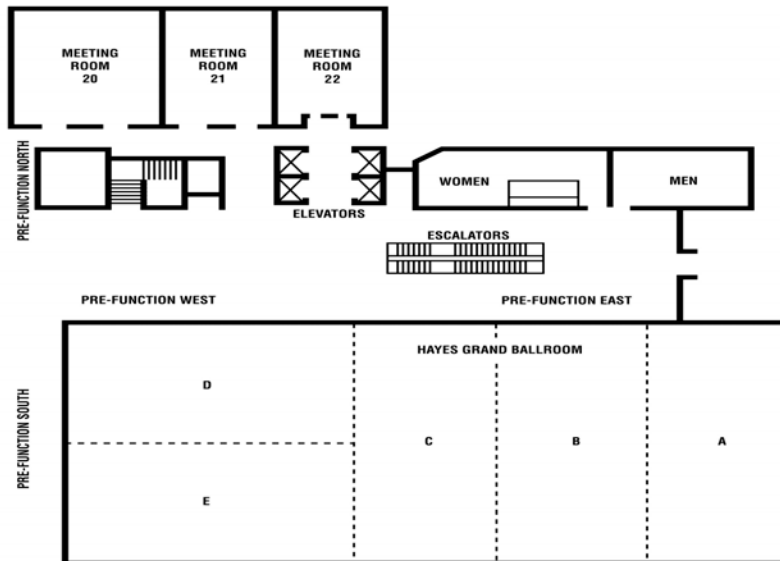 MEETING
ROOM
20
MEETING
ROOM
21
MEETING
ROOM
22
PRE-FUNCTION NORTH
WOMEN
MEN
ELEVATORS
ESCALATORS
PRE-FUNCTION WEST
PRE-FUNCTION EAST
HAYES GRAND BALLROOM
PRE-FUNCTION SOUTH
D
C
B
A
E